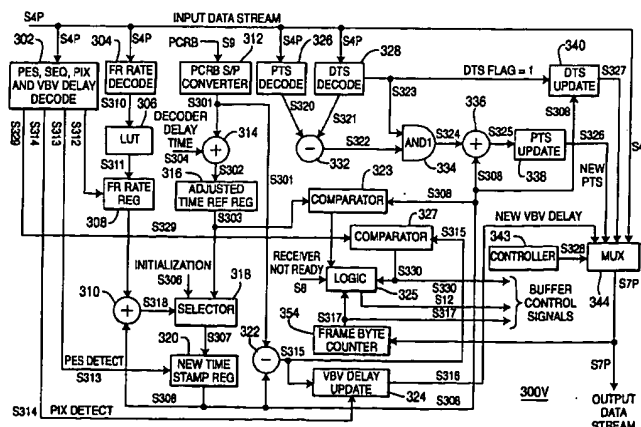 INPUT DATA STREAM
S4P
302
304
S4P
PCRB
S9
312
S4P
326
S4P
328
340
PES, SEQ, PIX
AND VBV DELAY
DECODE
FR RATE
DECODE
PCRB S/P
CONVERTER
PTS
DECODE
DTS
DECODE
DTS FLAG = 1
DTS
UPDATE
S327
S329
S314
S313
S312
S310
306
LUT
S311
FR RATE
REG
308
DECODER
DELAY
TIME
S304
S301
314
S302
316
ADJUSTED
TIME REF REG
S303
S320
S321
S323
332
S322
AND1
334
S324
336
S325
PTS
UPDATE
338
S308
S326
NEW
PTS
S4
S301
323
COMPARATOR
S308
S329
327
COMPARATOR
S315
NEW VBV DELAY
343
CONTROLLER
S328
MUX
344
S7P
RECEIVER
NOT READY
S8
LOGIC
325
S330
S330
S12
S317
BUFFER
CONTROL
SIGNALS
INITIALIZATION
S306
310
S318
SELECTOR
318
S307
S317
354
FRAME BYTE
COUNTER
322
S315
PES DETECT
S313
320
NEW TIME
STAMP REG
S308
VBV DELAY
UPDATE
324
S316
S308
S314
PIX DETECT
S7P
300V
OUTPUT
DATA
STREAM